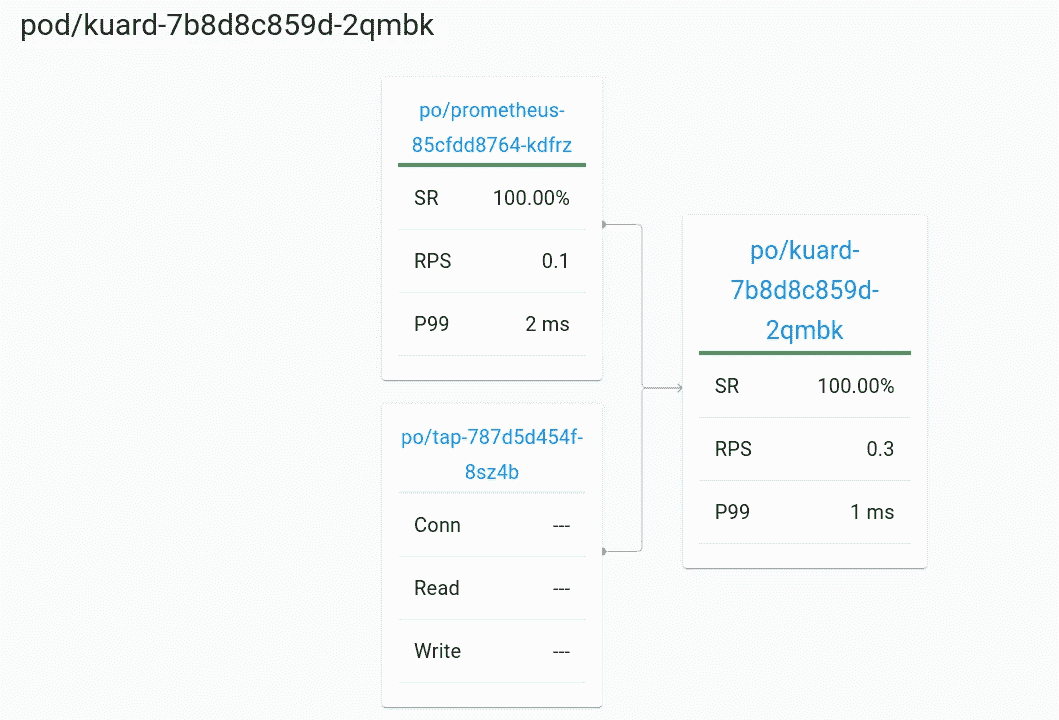 pod/kuard-7b8d8c859d-2qmbk
po/prometheus-
85cfdd8764-kdfrz
SR 100.00%
RPS 0.1
P99 2 ms
po/tap-787d5d454f-
8sz4b
Conn ---
Read ---
Write ---
po/kuard-
7b8d8c859d-
2qmbk
SR 100.00%
RPS 0.3
P99 1 ms